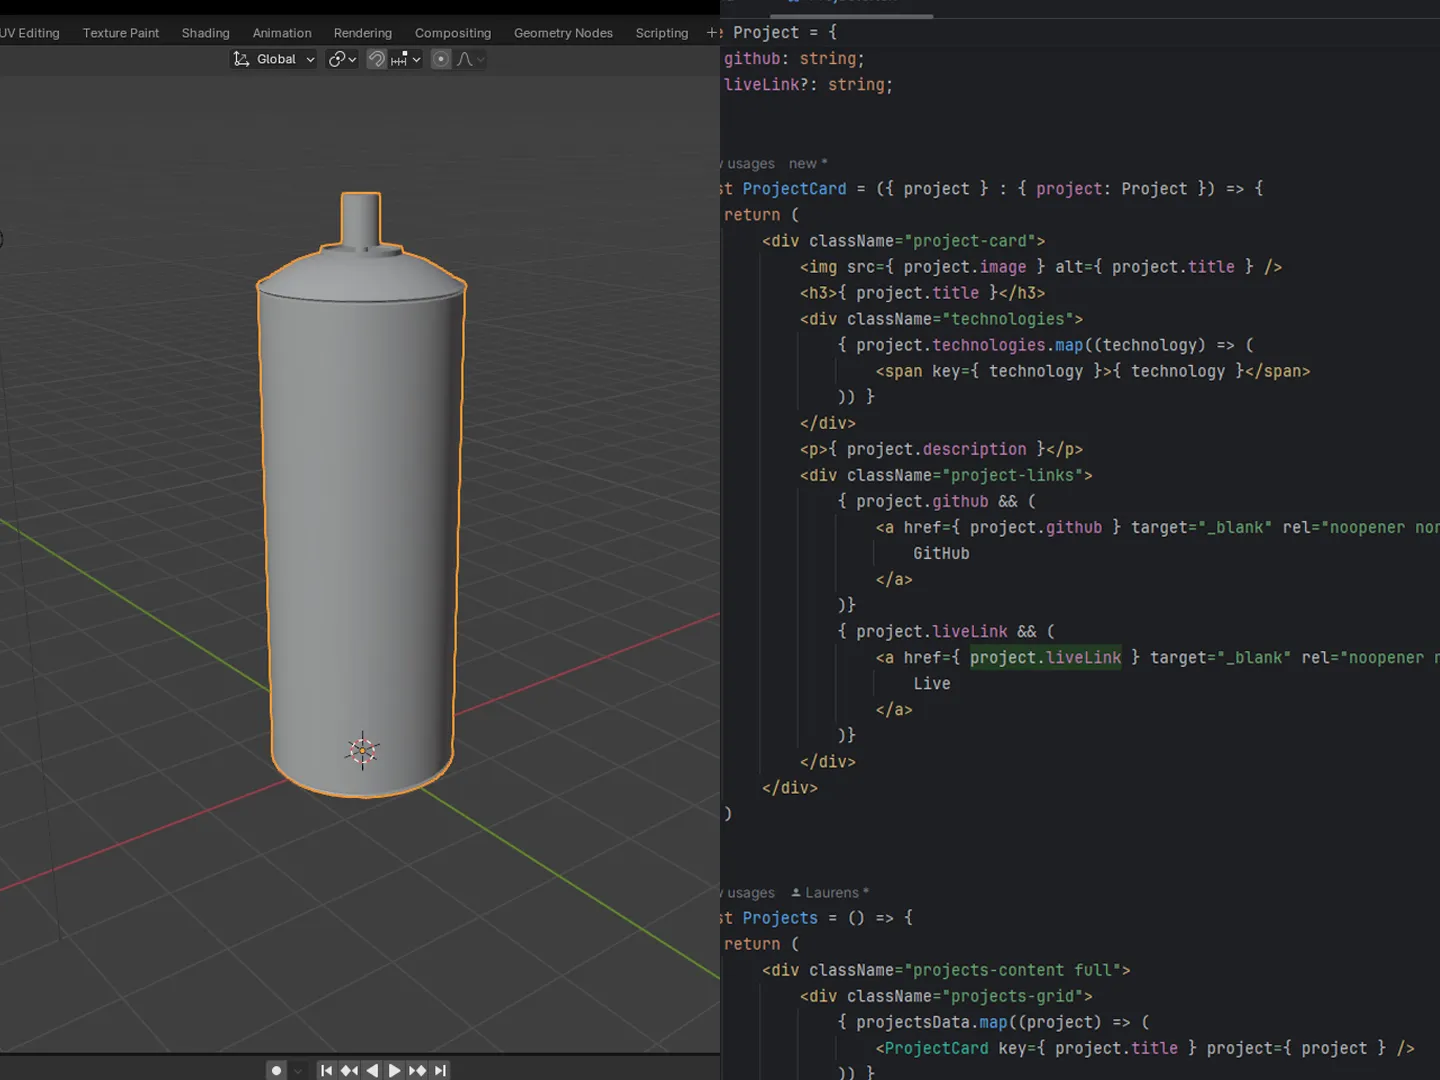 UV Editing Texture Paint Shading Animation Rendering Compositing Geometry Nodes Scripting +
Global
Project = {
github: string;
liveLink?: string;
usages new *
ProjectCard = ({ project } : { project: Project }) => {
return (
<div className="project-card">
<img src={ project.image } alt={ project.title } />
<h3>{ project.title }</h3>
<div className="technologies">
{ project.technologies.map((technology) => (
<span key={ technology }>{ technology }</span>
)) }
</div>
<p>{ project.description }</p>
<div className="project-links">
{ project.github && (
<a href={ project.github } target="_blank" rel="noopener nor
GitHub
</a>
)}
{ project.liveLink && (
<a href={ project.liveLink } target="_blank" rel="noopener n
Live
</a>
)}
</div>
</div>
)
usages Laurens *
Projects = () => {
return (
<div className="projects-content full">
<div className="projects-grid">
{ projectsData.map((project) => (
<ProjectCard key={ project.title } project={ project } />
)) }